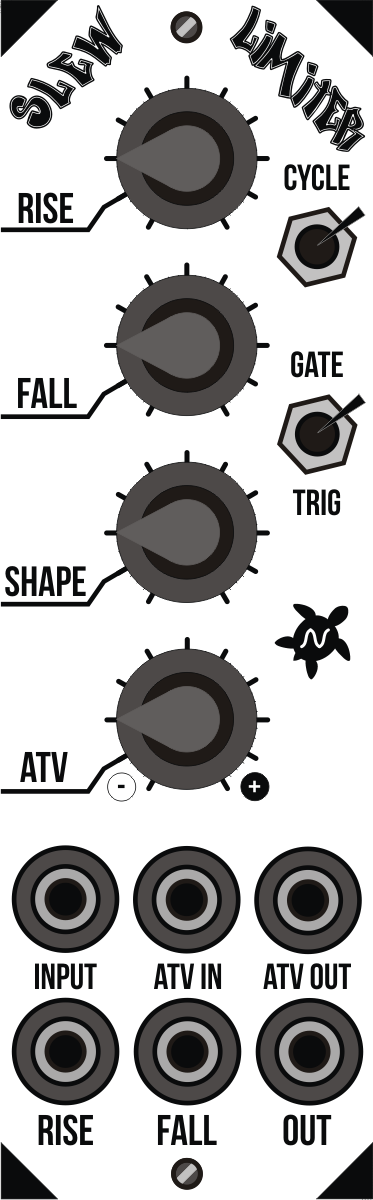 SLEW LIMITER
CYCLE
RISE
GATE
FALL
TRIG
SHAPE
ATV
- +
INPUT ATV IN ATV OUT
RISE FALL OUT